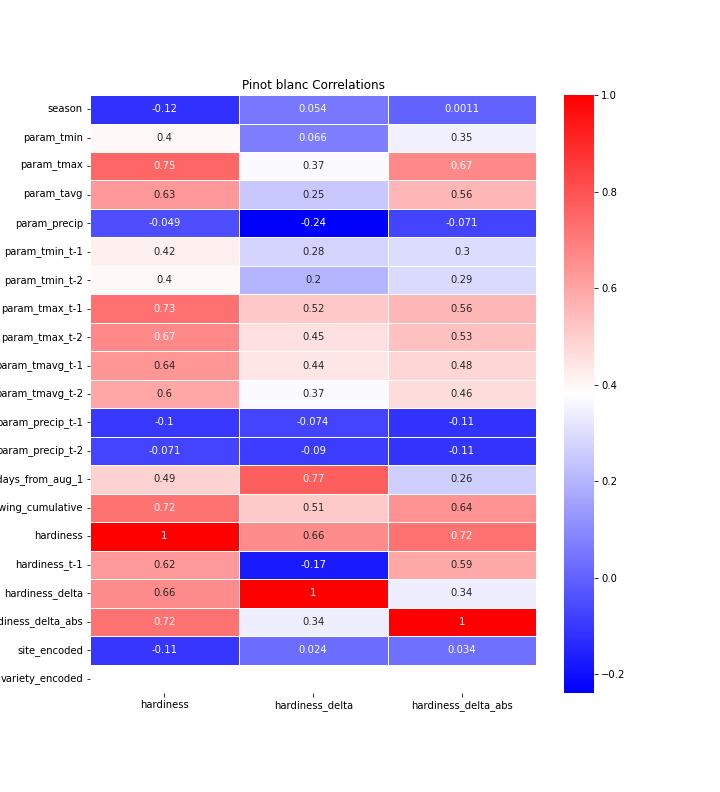 Pinot blanc Correlations
season -0.12 0.054 0.0011
param_tmin 0.4 0.066 0.35
param_tmax 0.75 0.37 0.67
param_tavg 0.63 0.25 0.56
param_precip -0.049 -0.24 -0.071
param_tmin_t-1 0.42 0.28 0.3
param_tmin_t-2 0.4 0.2 0.29
param_tmax_t-1 0.73 0.52 0.56
param_tmax_t-2 0.67 0.45 0.53
param_tmavg_t-1 0.64 0.44 0.48
param_tmavg_t-2 0.6 0.37 0.46
param_precip_t-1 -0.1 -0.074 -0.11
param_precip_t-2 -0.071 -0.09 -0.11
days_from_aug_1 0.49 0.77 0.26
wing_cumulative 0.72 0.51 0.64
hardiness 1 0.66 0.72
hardiness_t-1 0.62 -0.17 0.59
hardiness_delta 0.66 1 0.34
diness_delta_abs 0.72 0.34 1
site_encoded -0.11 0.024 0.034
variety_encoded
hardiness hardiness_delta hardiness_delta_abs
1.0
0.8
0.6
0.4
0.2
0.0
−0.2